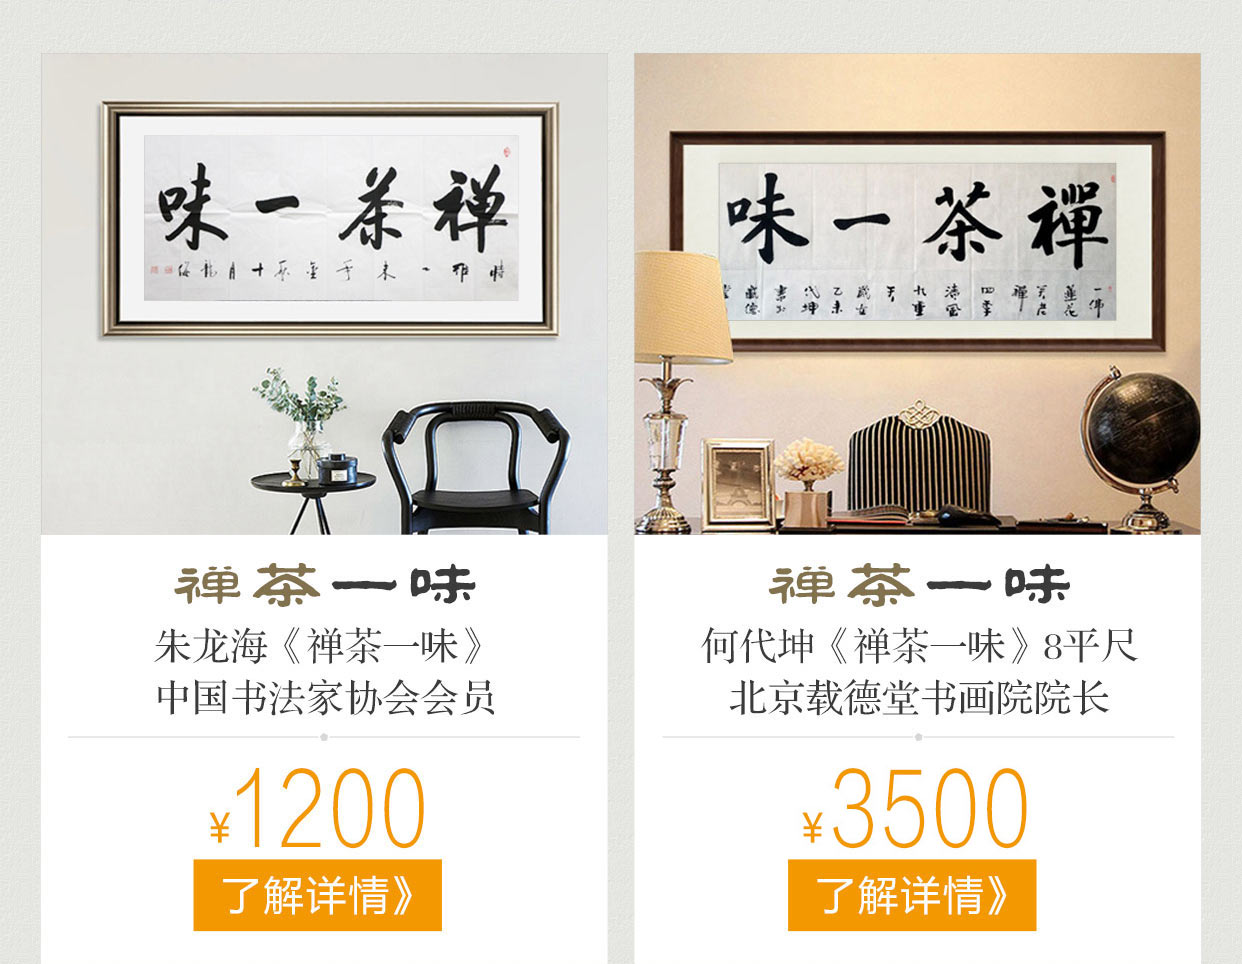 禅茶一味
禪茶一味
禅茶一味
朱龙海《禅茶一味》
中国书法家协会会员
¥1200
了解详情》
禅茶一味
何代坤《禅茶一味》8平尺
北京载德堂书画院院长
¥3500
了解详情》